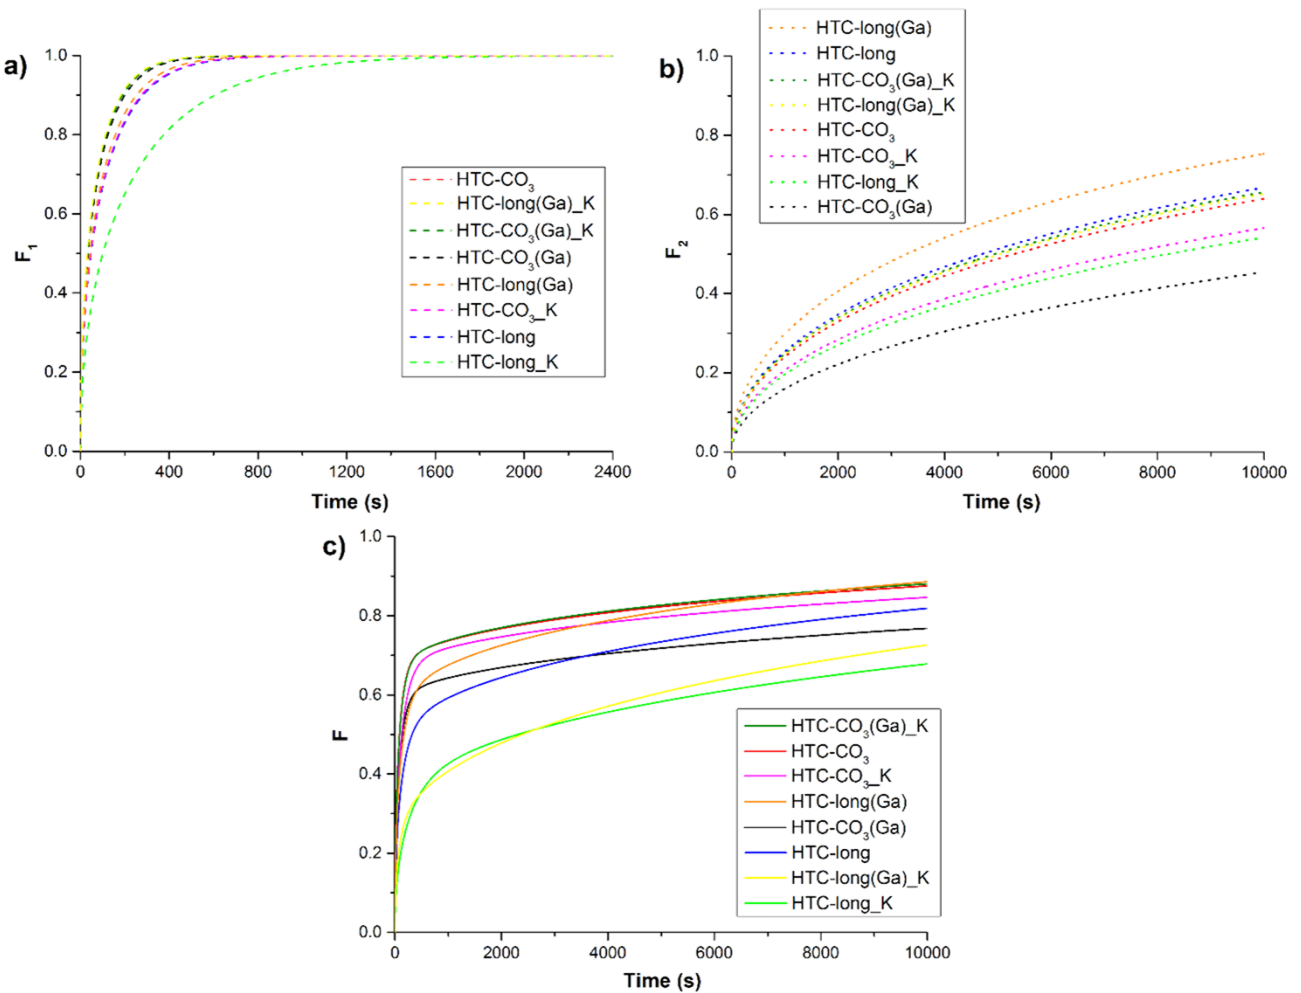 a)
1.0
0.8
0.6
0.4
0.2
0.0
F₁
0 400 800 1200 1600 2000 2400
Time (s)
HTC-CO₃
HTC-long(Ga)_K
HTC-CO₃(Ga)_K
HTC-CO₃(Ga)
HTC-long(Ga)
HTC-CO₃_K
HTC-long
HTC-long_K
b)
HTC-long(Ga)
HTC-long
HTC-CO₃(Ga)_K
HTC-long(Ga)_K
HTC-CO₃
HTC-CO₃_K
HTC-long_K
HTC-CO₃(Ga)
1.0
0.8
0.6
0.4
0.2
0.0
F₂
0 2000 4000 6000 8000 10000
Time (s)
c)
1.0
0.8
0.6
0.4
0.2
0.0
F
0 2000 4000 6000 8000 10000
Time (s)
HTC-CO₃(Ga)_K
HTC-CO₃
HTC-CO₃_K
HTC-long(Ga)
HTC-CO₃(Ga)
HTC-long
HTC-long(Ga)_K
HTC-long_K